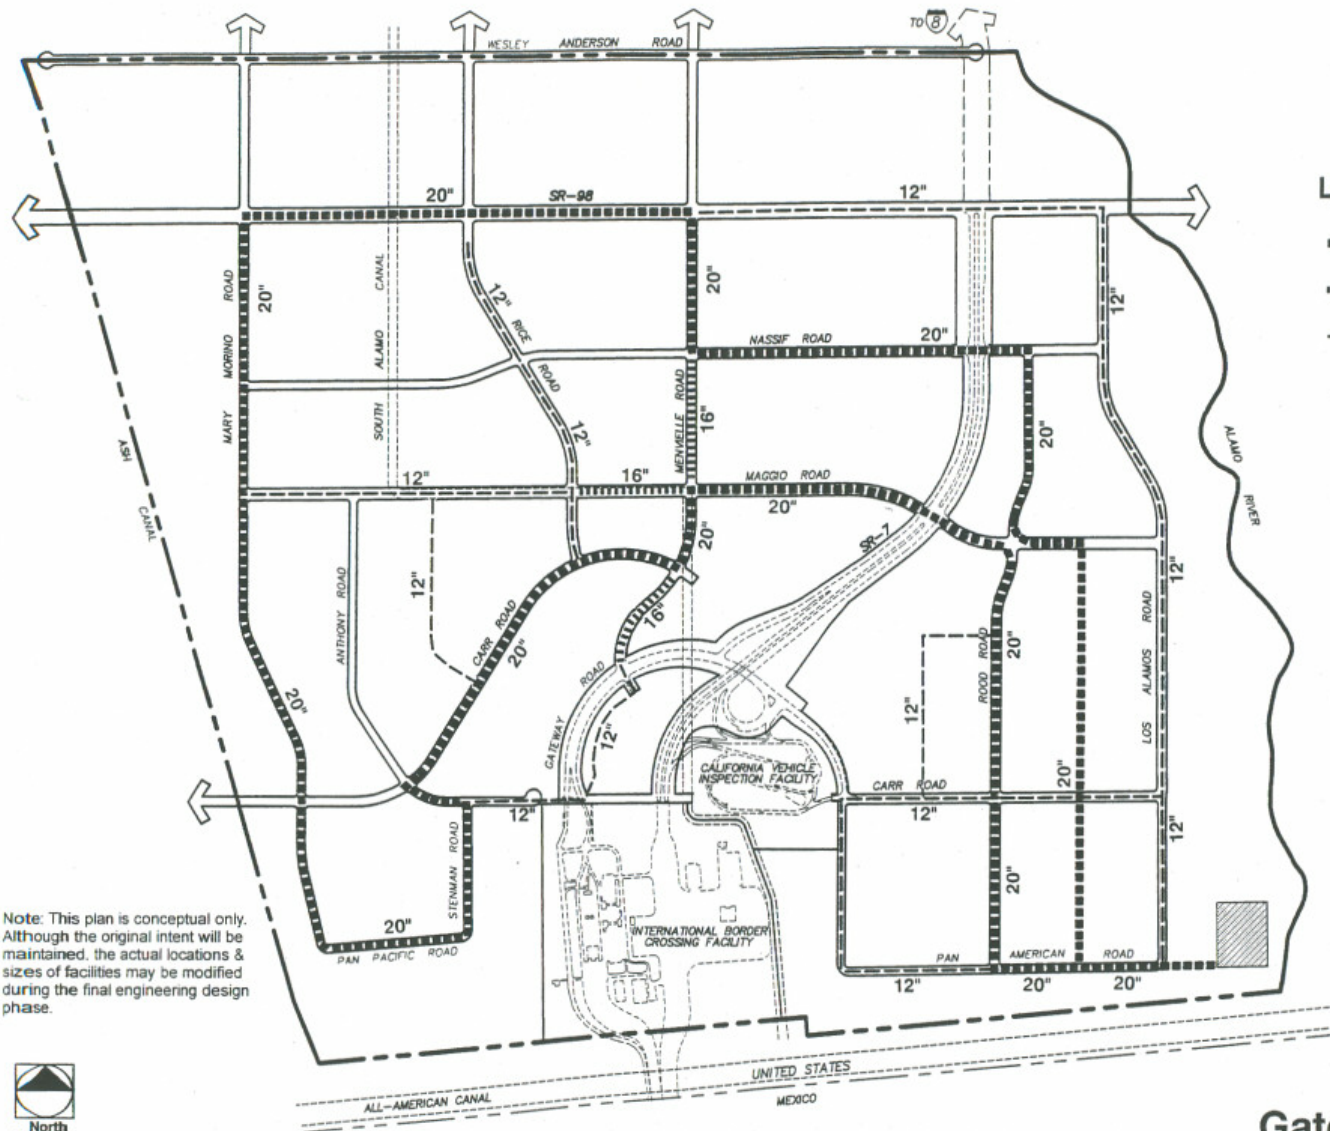 TO 8
WESLEY ANDERSON ROAD
L
20"
SR-98
12"
MARY MORINO ROAD
20"
SOUTH ALAMO CANAL
12"
RICE ROAD
12"
20"
NASSIF ROAD
20"
12"
MENVIELLE ROAD
16"
20"
ALAMO RIVER
ASH CANAL
12"
16"
MAGGIO ROAD
20"
20"
SR-7
12"
ANTHONY ROAD
12"
CARR ROAD
20"
16"
ROOD ROAD
20"
LOS ALAMOS ROAD
20"
GATEWAY ROAD
12"
12"
CALIFORNIA VEHICLE
INSPECTION FACILITY
CARR ROAD
12"
20"
12"
12"
STENMAN ROAD
20"
20"
PAN PACIFIC ROAD
INTERNATIONAL BORDER
CROSSING FACILITY
PAN AMERICAN ROAD
12"
20"
20"
Note: This plan is conceptual only.
Although the original intent will be
maintained, the actual locations &
sizes of facilities may be modified
during the final engineering design
phase.
UNITED STATES
ALL-AMERICAN CANAL
MEXICO
North
Gate